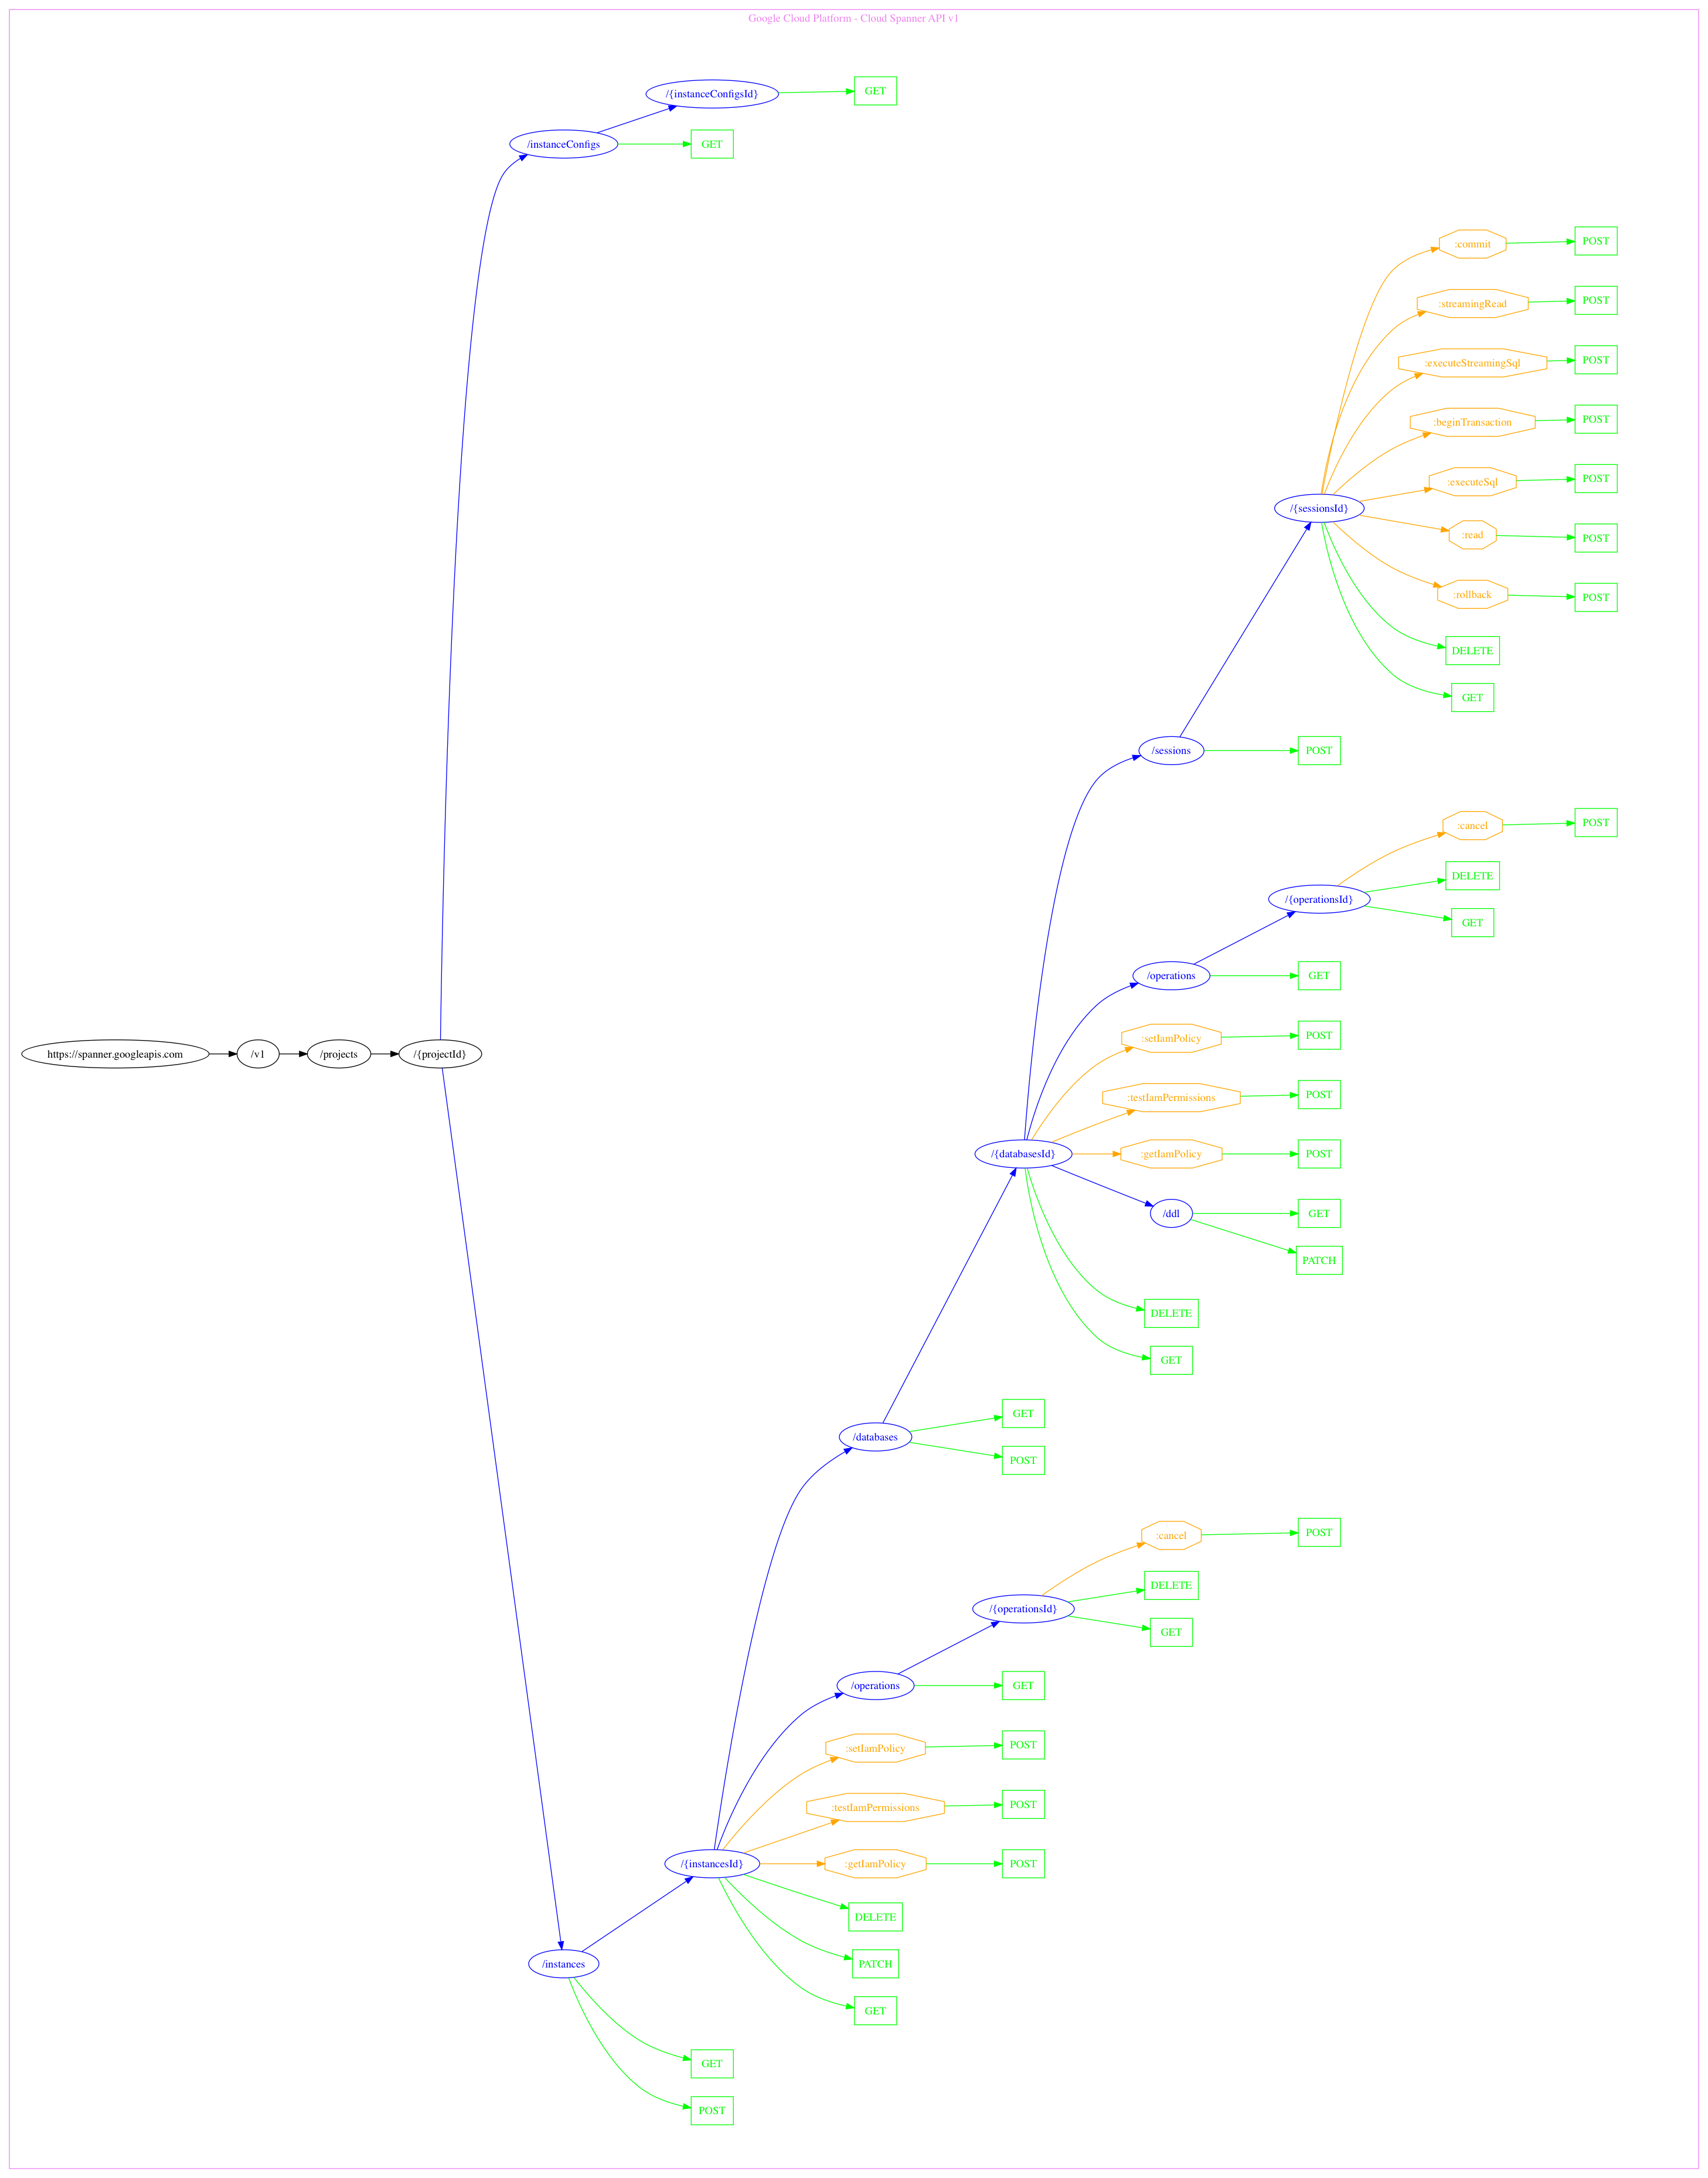 Google Cloud Platform - Cloud Spanner API v1
/{instanceConfigsId}
GET
/instanceConfigs
GET
:commit
POST
:streamingRead
POST
:executeStreamingSql
POST
:beginTransaction
POST
:executeSql
POST
/{sessionsId}
:read
POST
:rollback
POST
DELETE
GET
/sessions
POST
:cancel
POST
DELETE
/{operationsId}
GET
/operations
GET
:setIamPolicy
POST
https://spanner.googleapis.com
/v1
/projects
/{projectId}
:testIamPermissions
POST
/{databasesId}
:getIamPolicy
POST
/ddl
GET
PATCH
DELETE
GET
GET
/databases
POST
:cancel
POST
DELETE
/{operationsId}
GET
/operations
GET
:setIamPolicy
POST
:testIamPermissions
POST
/{instancesId}
:getIamPolicy
POST
DELETE
/instances
PATCH
GET
GET
POST